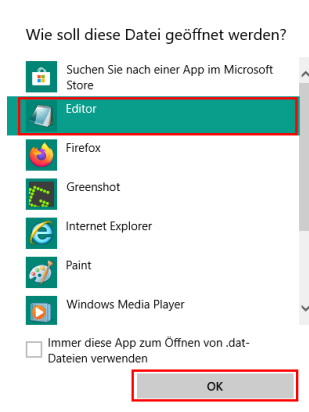 Wie soll diese Datei geöffnet werden?
Suchen Sie nach einer App im Microsoft
Store
Editor
Firefox
Greenshot
Internet Explorer
Paint
Windows Media Player
Immer diese App zum Öffnen von .dat-
Dateien verwenden
OK